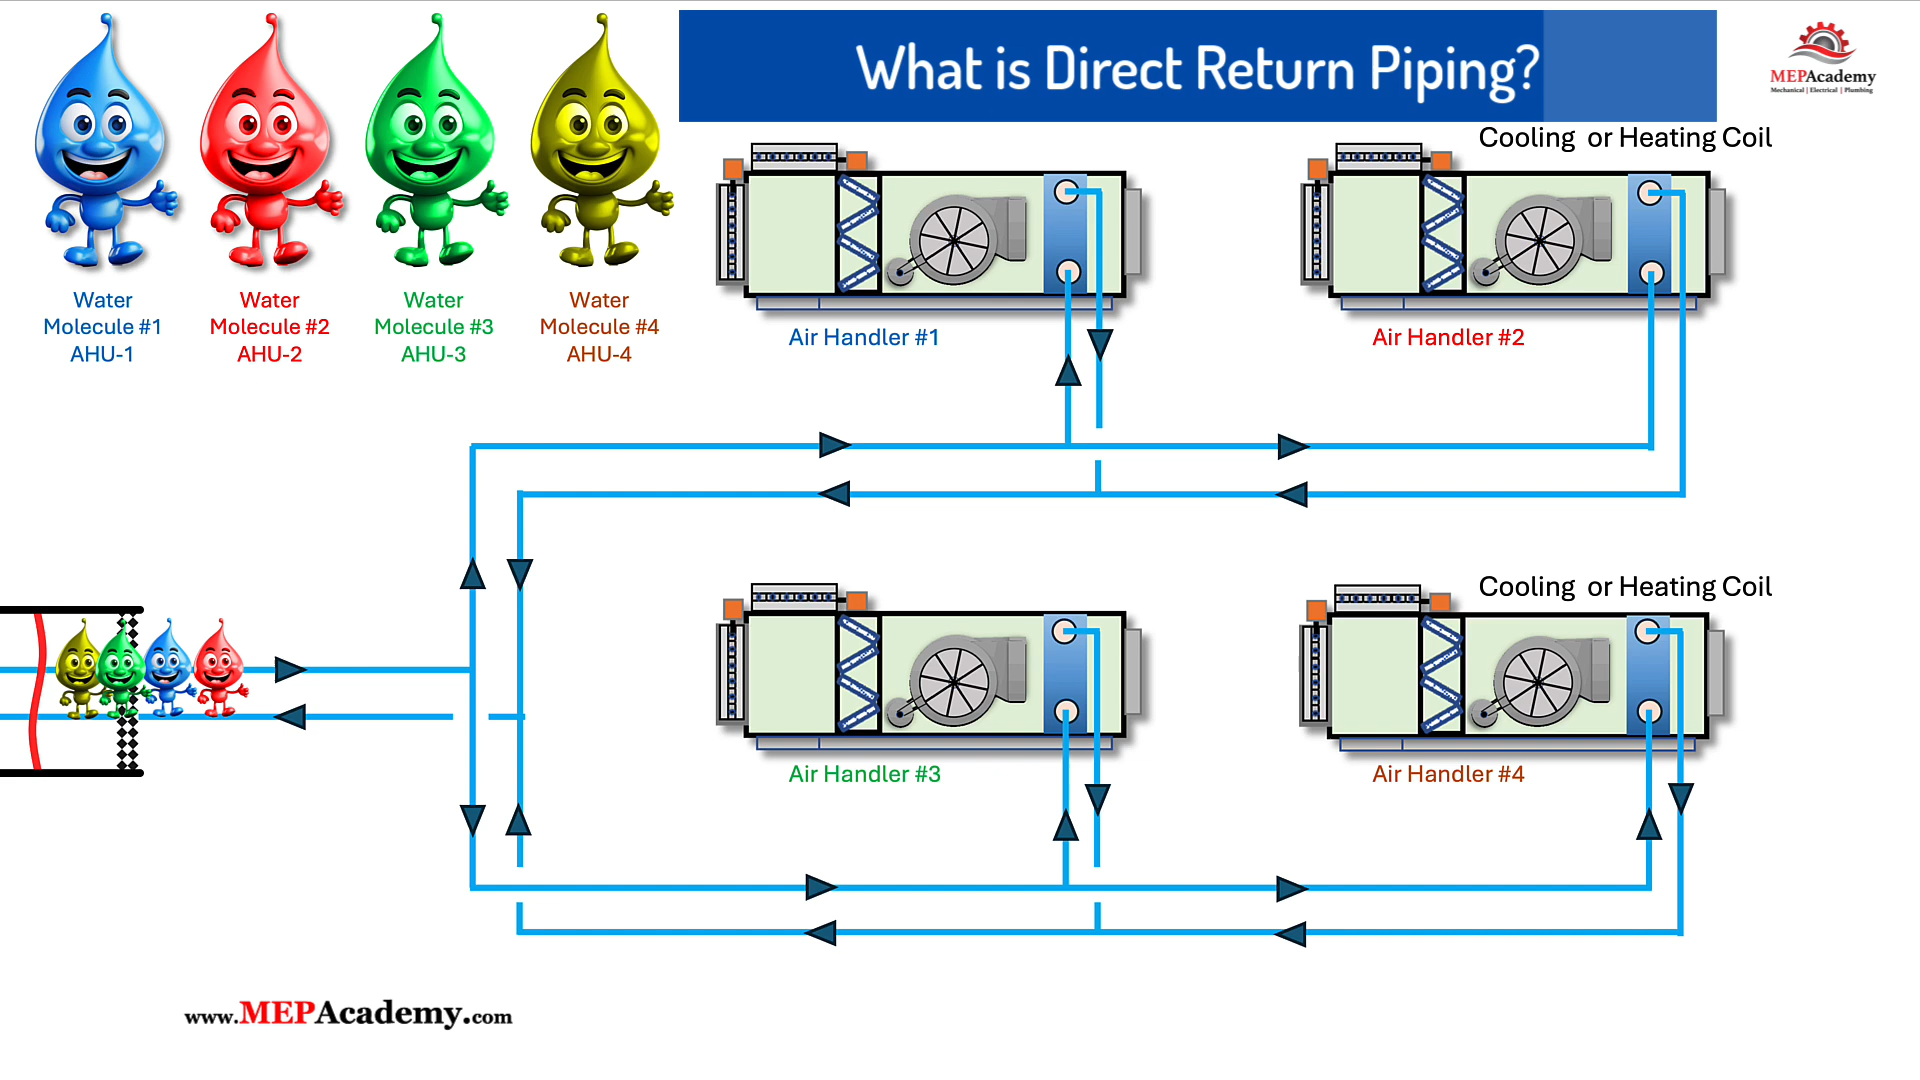 What is Direct Return Piping?
MEPAcademy
Mechanical | Electrical | Plumbing
Cooling or Heating Coil
Water
Molecule #1
AHU-1
Water
Molecule #2
AHU-2
Water
Molecule #3
AHU-3
Water
Molecule #4
AHU-4
Air Handler #1
Air Handler #2
Cooling or Heating Coil
Air Handler #3
Air Handler #4
www.MEPAcademy.com